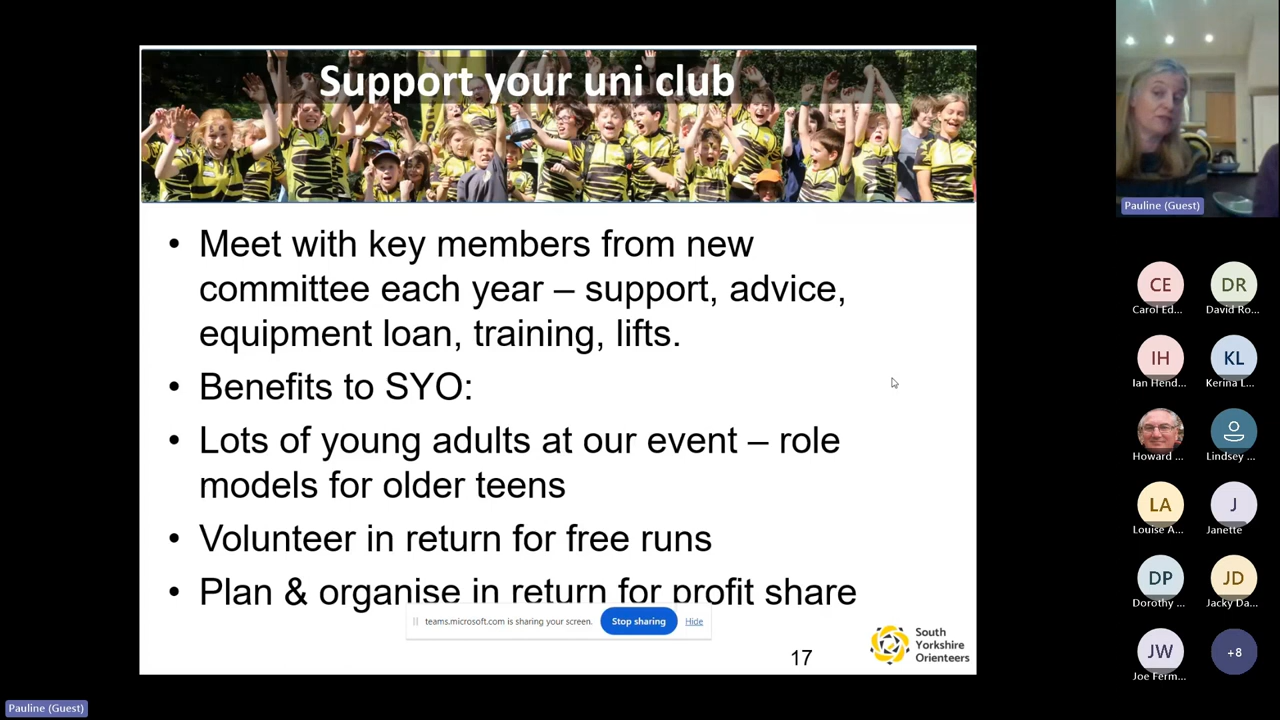 Support your uni club
• Meet with key members from new
committee each year – support, advice,
equipment loan, training, lifts.
• Benefits to SYO:
• Lots of young adults at our event – role
models for older teens
• Volunteer in return for free runs
• Plan & organise in return for profit share
teams.microsoft.com is sharing your screen.
Stop sharing
Hide
17
South
Yorkshire
Orienteers
Pauline (Guest)
CE
DR
Carol Ed...
David Ro...
IH
KL
Ian Hend...
Kerina L...
Howard ...
Lindsey ...
LA
J
Louise A...
Janette
DP
JD
Dorothy ...
Jacky Da...
JW
+8
Joe Ferm...
Pauline (Guest)